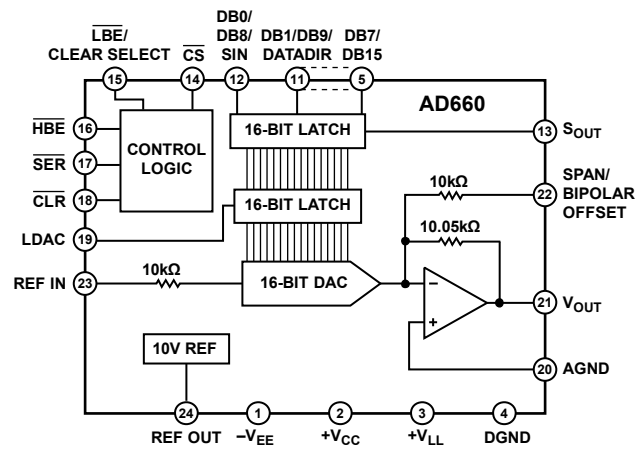 LBE/
CLEAR SELECT
CS
DB0/
DB8/
SIN
DB1/DB9/
DATADIR
DB7/
DB15
15
14
12
11
5
AD660
HBE
16
SER
17
CLR
18
LDAC
19
REF IN
23
CONTROL
LOGIC
16-BIT LATCH
16-BIT LATCH
16-BIT DAC
10kΩ
10kΩ
10.05kΩ
–
+
13
SOUT
22
SPAN/
BIPOLAR
OFFSET
21
VOUT
20
AGND
10V REF
24
1
2
3
4
REF OUT
–VEE
+VCC
+VLL
DGND